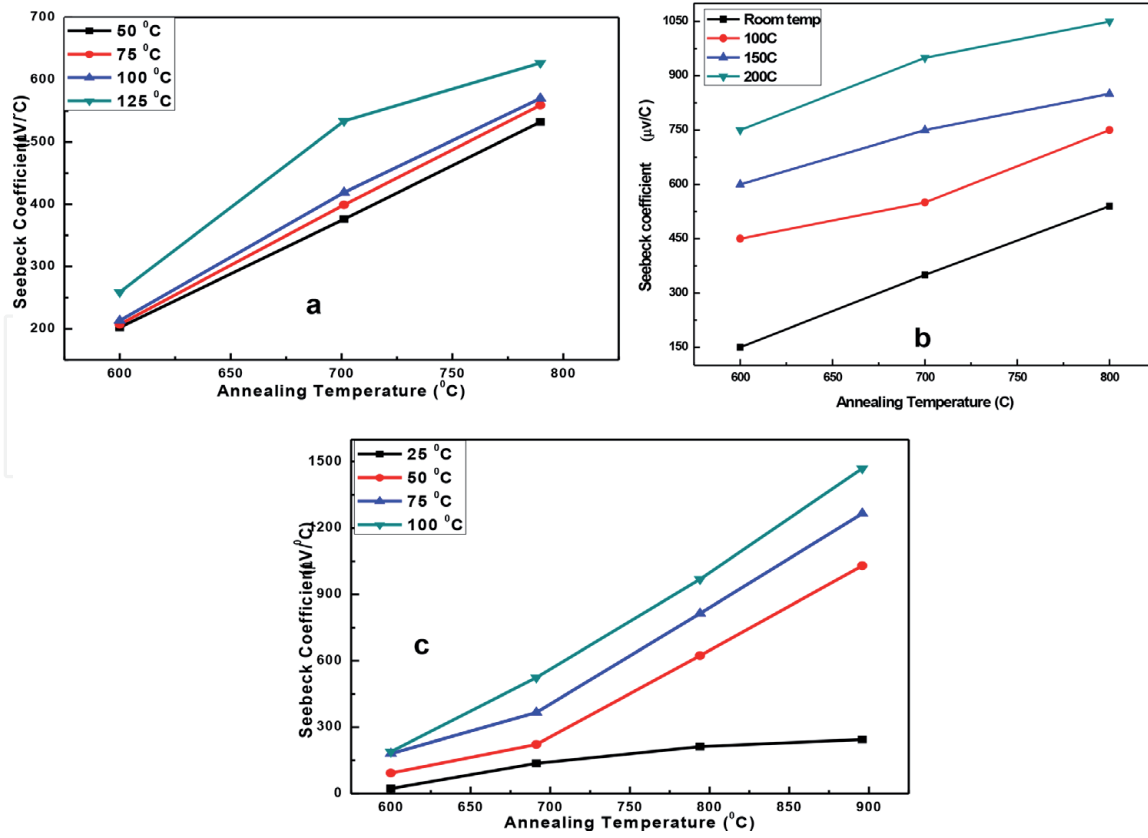 700
600
500
400
300
200
Seebeck Coefficient(μV/°C)
50 ⁰C
75 ⁰C
100 ⁰C
125 ⁰C
a
600 650 700 750 800
Annealing Temperature (⁰C)
1050
900
750
600
450
300
150
Seebeck coefficient (μv/C)
Room temp
100C
150C
200C
b
600 650 700 750 800
Annealing Temperature (C)
1500
1200
900
600
300
0
Seebeck Coefficient(μV/⁰C)
25 ⁰C
50 ⁰C
75 ⁰C
100 ⁰C
c
600 650 700 750 800 850 900
Annealing Temperature (⁰C)